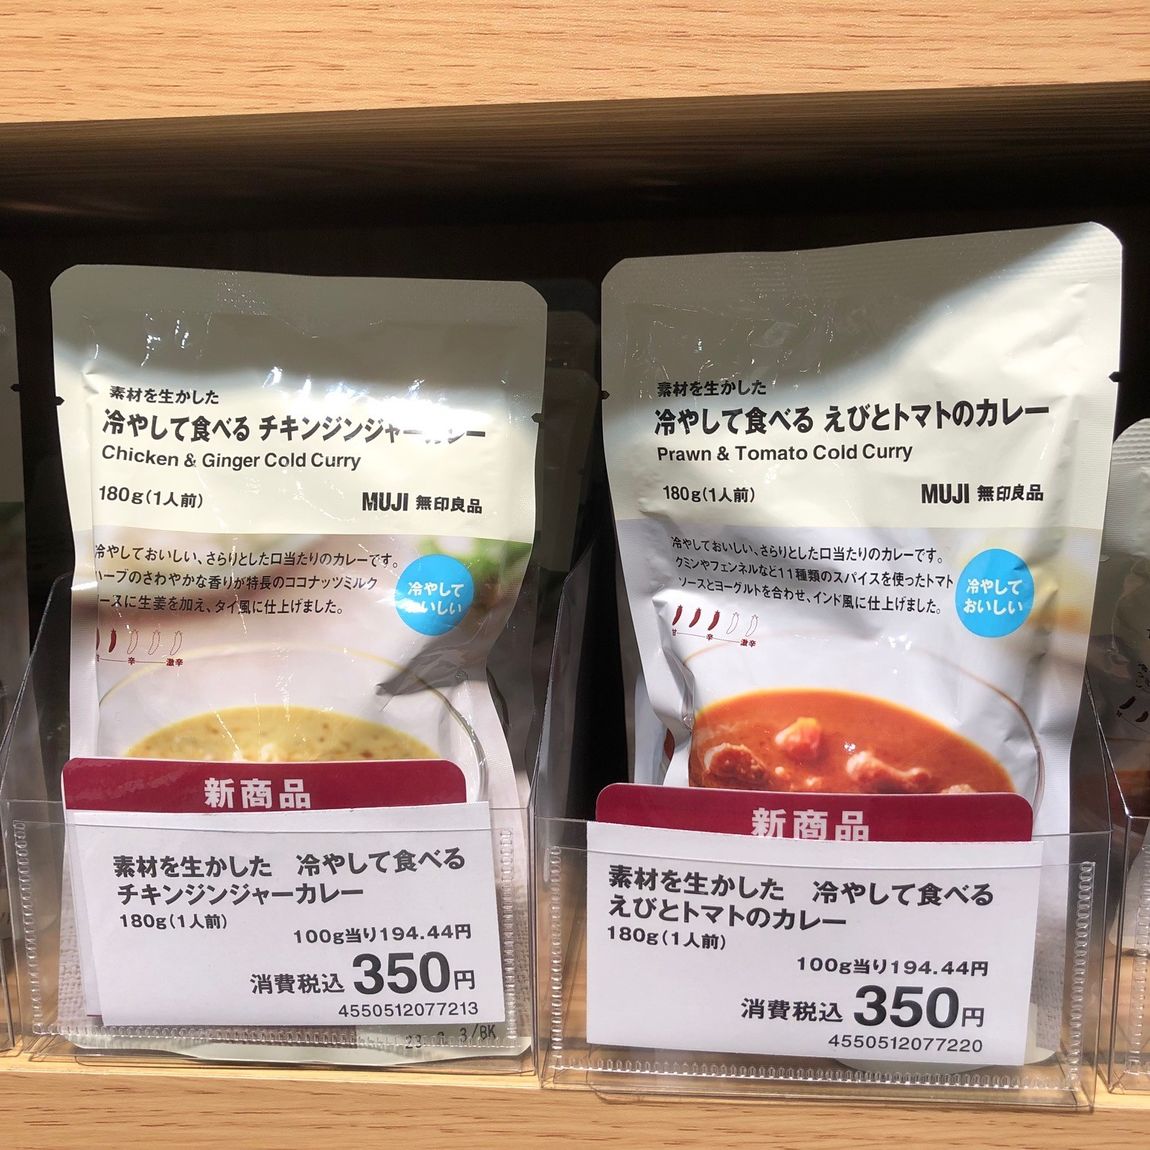 素材を生かした
冷やして食べる チキンジンジャーカレー
Chicken & Ginger Cold Curry
180g(1人前)
MUJI 無印良品
冷やしておいしい、さらりとした口当たりのカレーです。
ハーブのさわやかな香りが特長のココナッツミルク
ースに生姜を加え、タイ風に仕上げました。
冷やして
おいしい
辛 激辛
新商品
素材を生かした 冷やして食べる
チキンジンジャーカレー
180g(1人前)
100g当り194.44円
消費税込 350円
4550512077213
素材を生かした
冷やして食べる えびとトマトのカレー
Prawn & Tomato Cold Curry
180g(1人前)
MUJI 無印良品
冷やしておいしい、さらりとした口当たりのカレーです。
クミンやフェンネルなど11種類のスパイスを使ったトマト
ソースとヨーグルトを合わせ、インド風に仕上げました。
冷やして
おいしい
甘 辛 激辛
新商品
素材を生かした 冷やして食べる
えびとトマトのカレー
180g(1人前)
100g当り194.44円
消費税込 350円
4550512077220